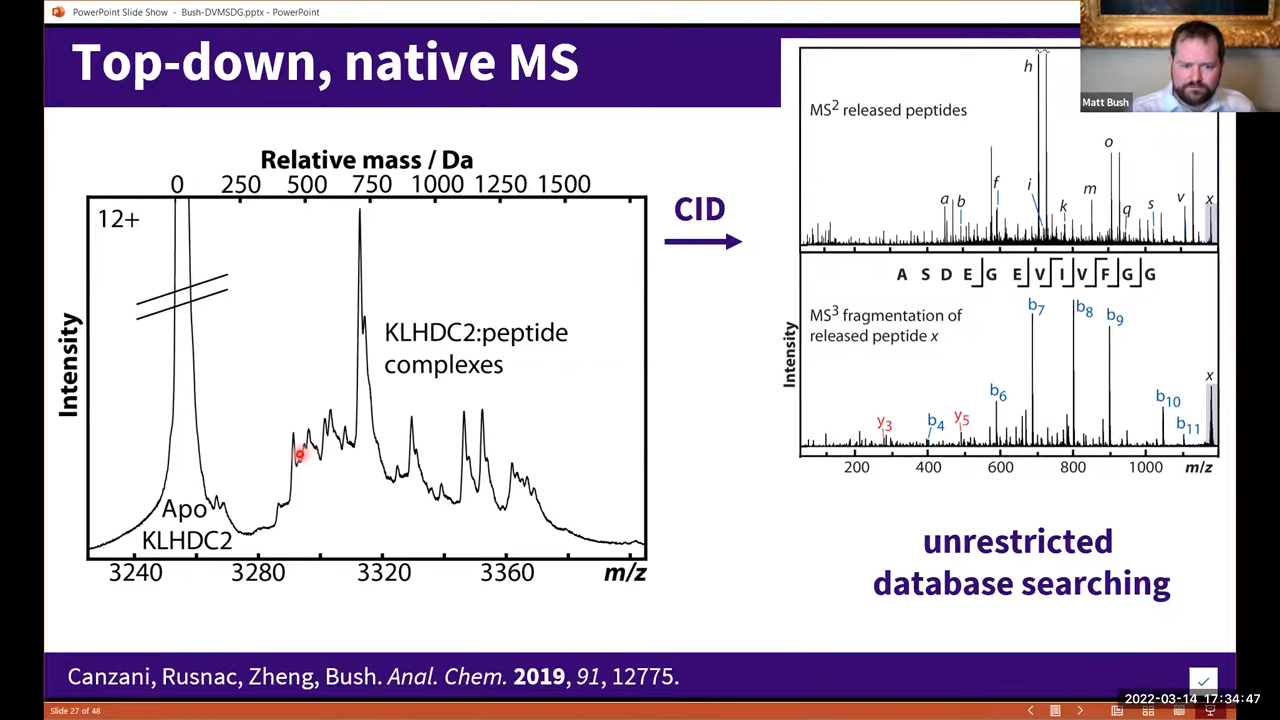 PowerPoint Slide Show - Bush-DVMSDG.pptx - PowerPoint
Top-down, native MS
Relative mass / Da
0 250 500 750 1000 1250 1500
12+
KLHDC2:peptide
complexes
Apo
KLHDC2
Intensity
3240 3280 3320 3360 m/z
CID
h
MS2 released peptides
o
a b f i k m q s v x
A S D E G E V I V F G G
MS3 fragmentation of
released peptide x
b7 b8 b9
b6
x
y3 b4 y5 b10
b11
Intensity
200 400 600 800 1000 m/z
unrestricted
database searching
Matt Bush
Canzani, Rusnac, Zheng, Bush. Anal. Chem. 2019, 91, 12775.
2022-03-14 17:34:47
Slide 27 of 48